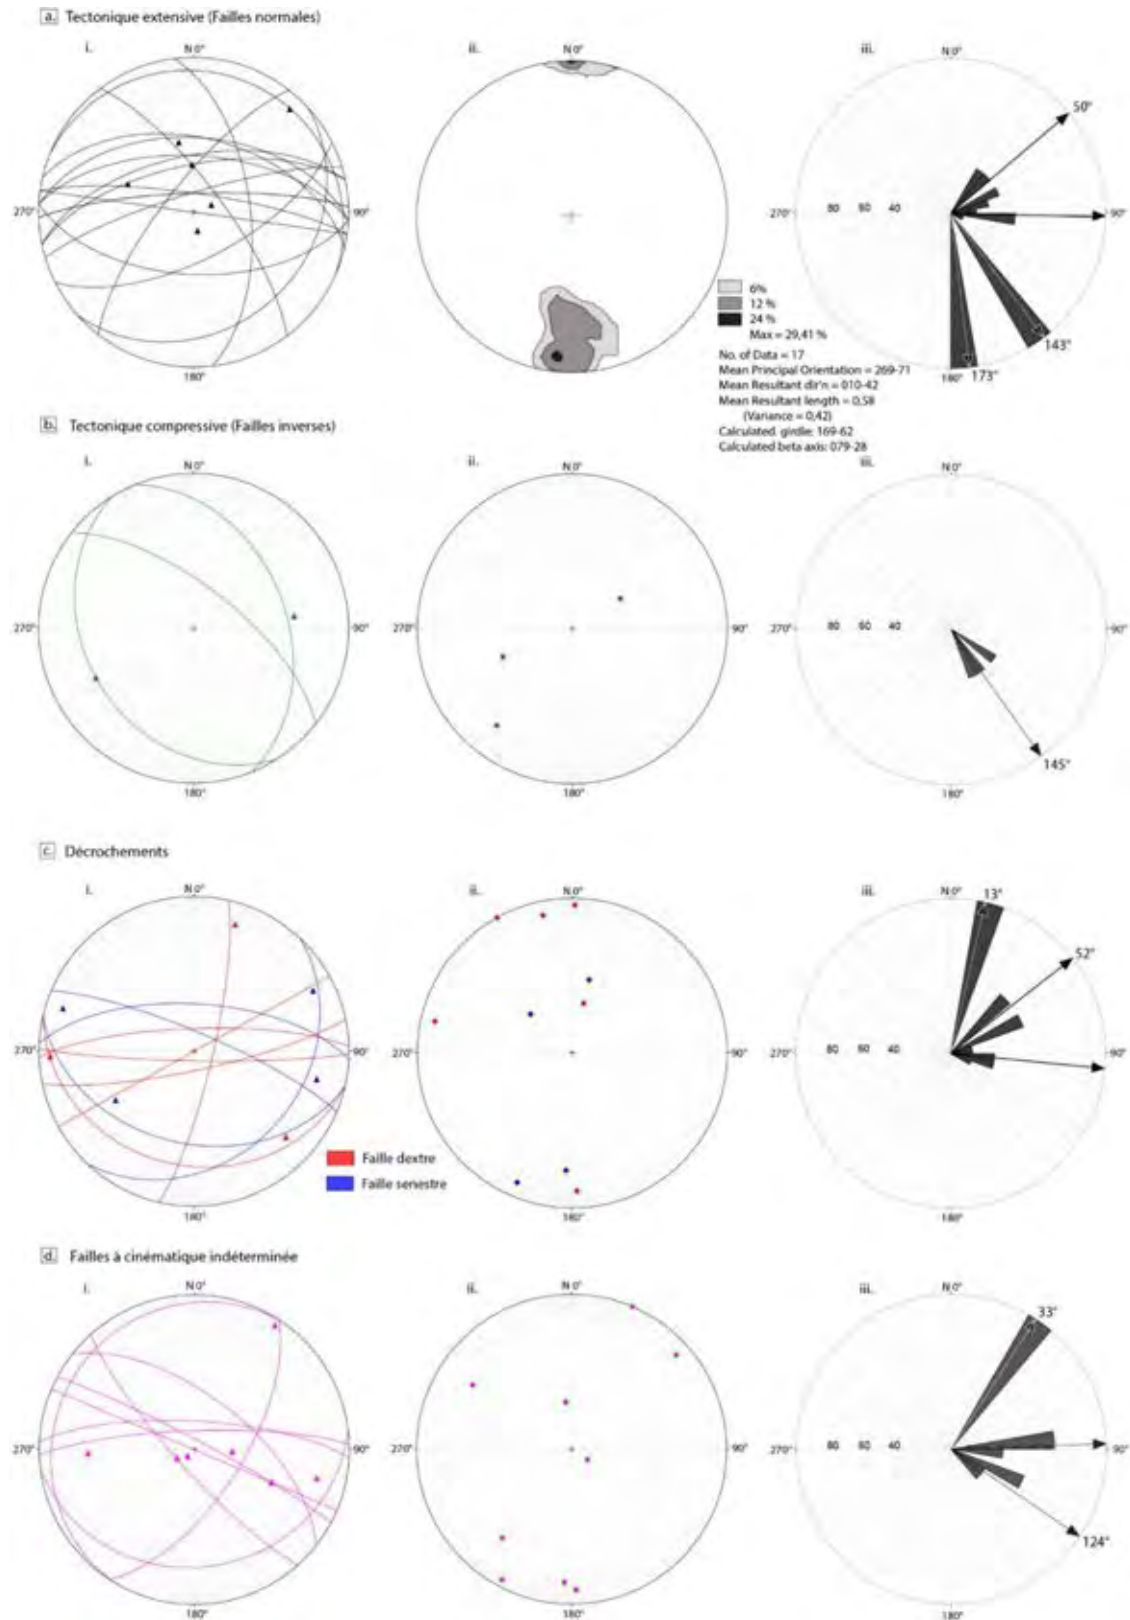 a. Tectonique extensive (Failles normales)
i. ii. iii.
N 0° N 0° N 0°
50°
270° 90° 270° 90° 270° 80 60 40 90°
6%
12 %
24 %
Max = 29,41 %
143°
180° 180° 180° 173°
No. of Data = 17
Mean Principal Orientation = 269-71
Mean Resultant dir'n = 010-42
Mean Resultant length = 0,58
(Variance = 0,42)
Calculated. girdle: 169-62
Calculated beta axis: 079-28
b. Tectonique compressive (Failles inverses)
i. ii. iii.
N 0° N 0° N 0°
270° 90° 270° 90° 270° 80 60 40 90°
145°
180° 180° 180°
c. Décrochements
i. ii. iii.
N 0° N 0° N 0° 13°
52°
270° 90° 270° 90° 270° 80 60 40 90°
Faille dextre
Faille senestre
180° 180° 180°
d. Failles à cinématique indéterminée
i. ii. iii.
N 0° N 0° N 0° 33°
270° 90° 270° 90° 270° 80 60 40 90°
124°
180° 180° 180°